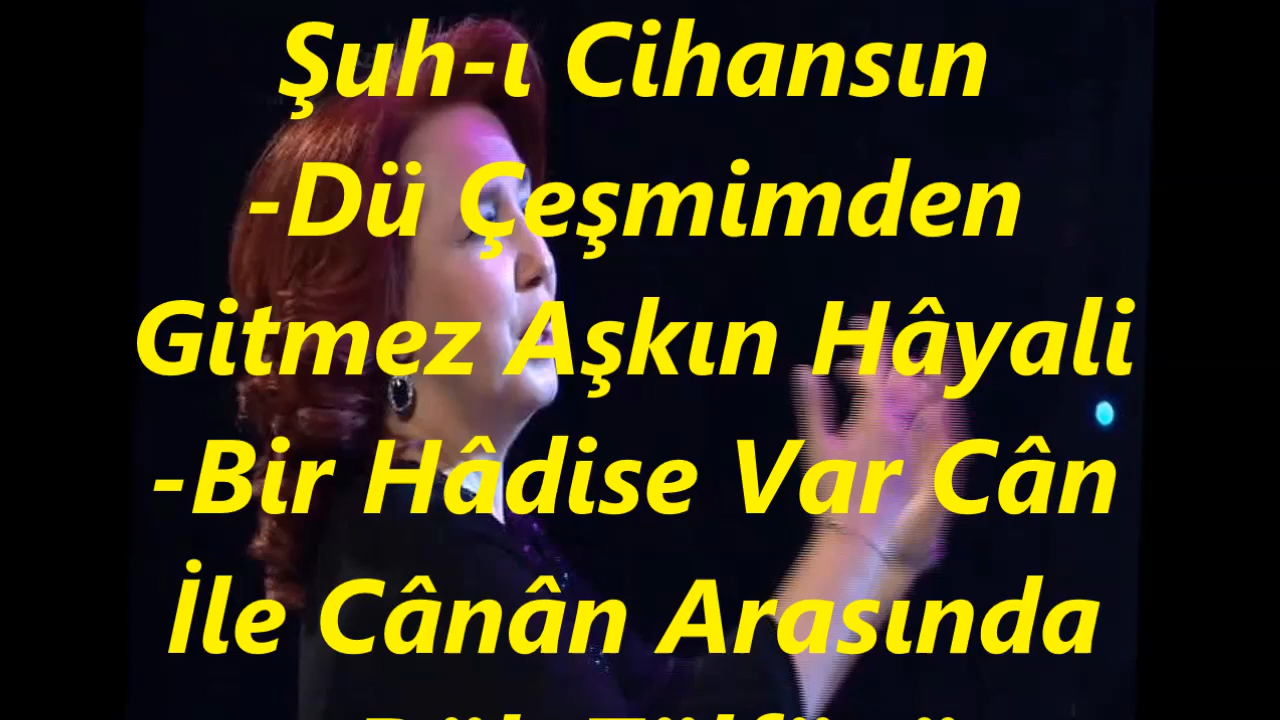 Şuh-ı Cihansın
-Dü Çeşmimden
Gitmez Aşkın Hâyali
-Bir Hâdise Var Cân
İle Cânân Arasında